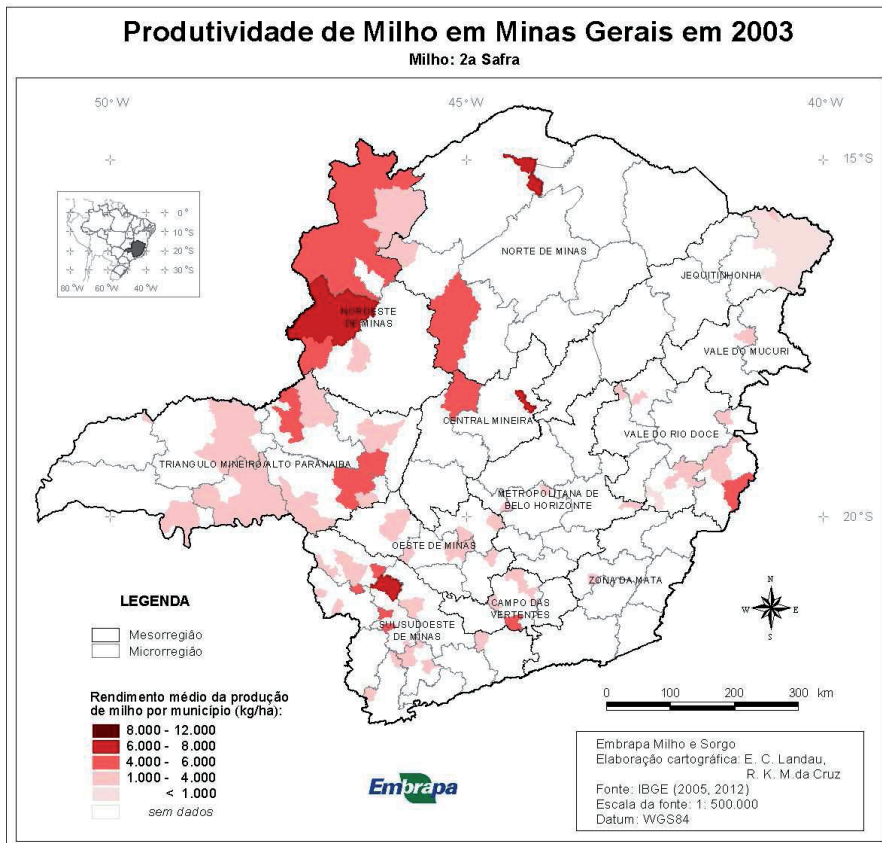 Produtividade de Milho em Minas Gerais em 2003
Milho: 2a Safra
50° W
45° W
40° W
15° S
0°
10° S
20° S
30° S
80°W 60°W 40°W
NORTE DE MINAS
JEQUITINHONHA
NOROESTE
DE MINAS
VALE DO MUCURI
CENTRAL MINEIRA
VALE DO RIO DOCE
TRIANGULO MINEIRO/ALTO PARANAIBA
METROPOLITANA DE
BELO HORIZONTE
20° S
OESTE DE MINAS
ZONA DA MATA
CAMPO DAS
VERTENTES
SUL/SUDOESTE
DE MINAS
N
W E
S
LEGENDA
Mesorregião
Microrregião
Rendimento médio da produção
de milho por município (kg/ha):
8.000 - 12.000
6.000 - 8.000
4.000 - 6.000
1.000 - 4.000
< 1.000
sem dados
0 100 200 300 km
Embrapa
Embrapa Milho e Sorgo
Elaboração cartográfica: E. C. Landau,
R. K. M.da Cruz
Fonte: IBGE (2005, 2012)
Escala da fonte: 1: 500.000
Datum: WGS84